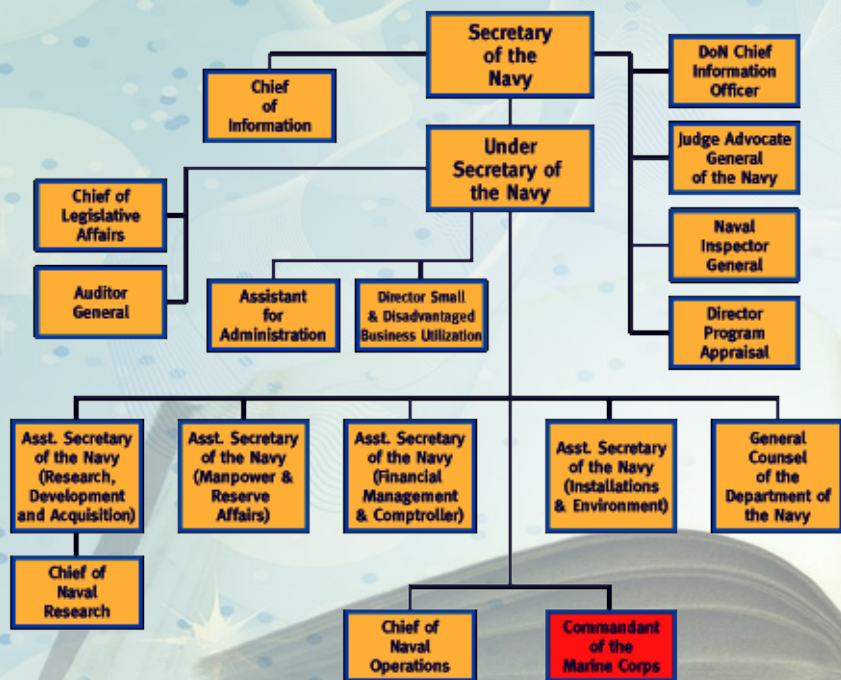 Secretary
of the
Navy
Chief
of
Information
DoN Chief
Information
Officer
Under
Secretary of
the Navy
Judge Advocate
General
of the Navy
Chief of
Legislative
Affairs
Naval
Inspector
General
Auditor
General
Assistant
for
Administration
Director Small
& Disadvantaged
Business Utilization
Director
Program
Appraisal
Asst. Secretary
of the Navy
(Research,
Development
and Acquisition)
Asst. Secretary
of the Navy
(Manpower &
Reserve
Affairs)
Asst. Secretary
of the Navy
(Financial
Management
& Comptroller)
Asst. Secretary
of the Navy
(Installations
& Environment)
General
Counsel
of the
Department of
the Navy
Chief of
Naval
Research
Chief of
Naval
Operations
Commandant
of the
Marine Corps